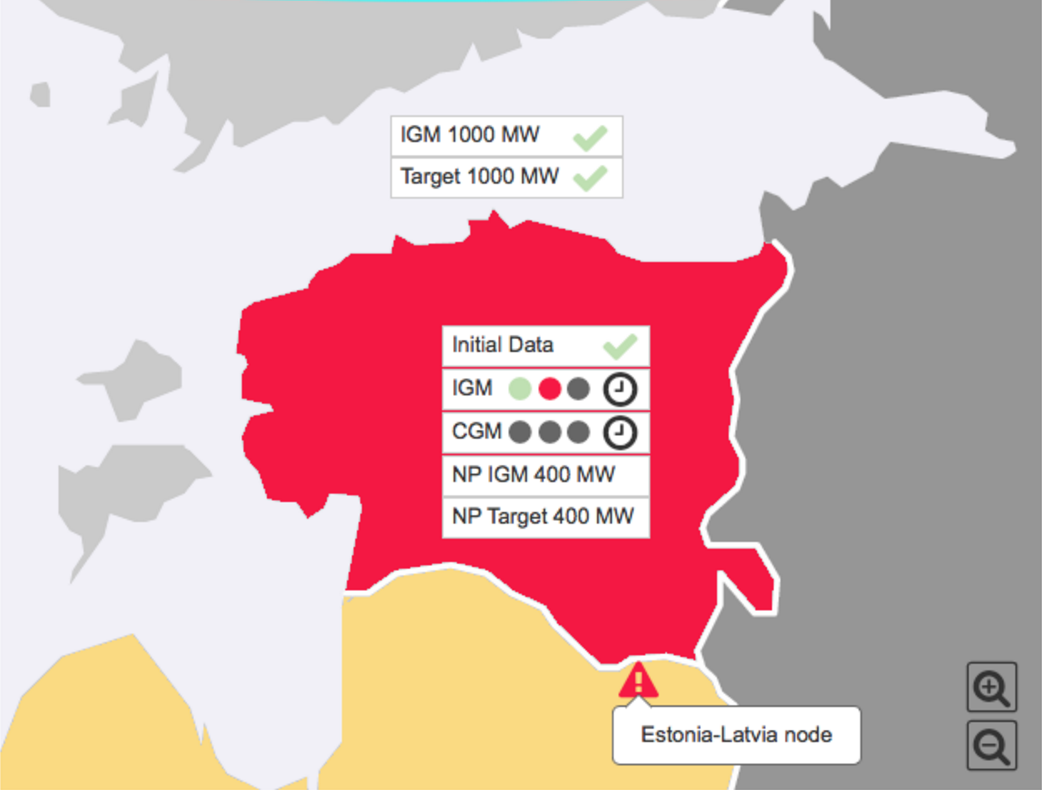 IGM 1000 MW
Target 1000 MW
Initial Data
IGM
CGM
NP IGM 400 MW
NP Target 400 MW
Estonia-Latvia node